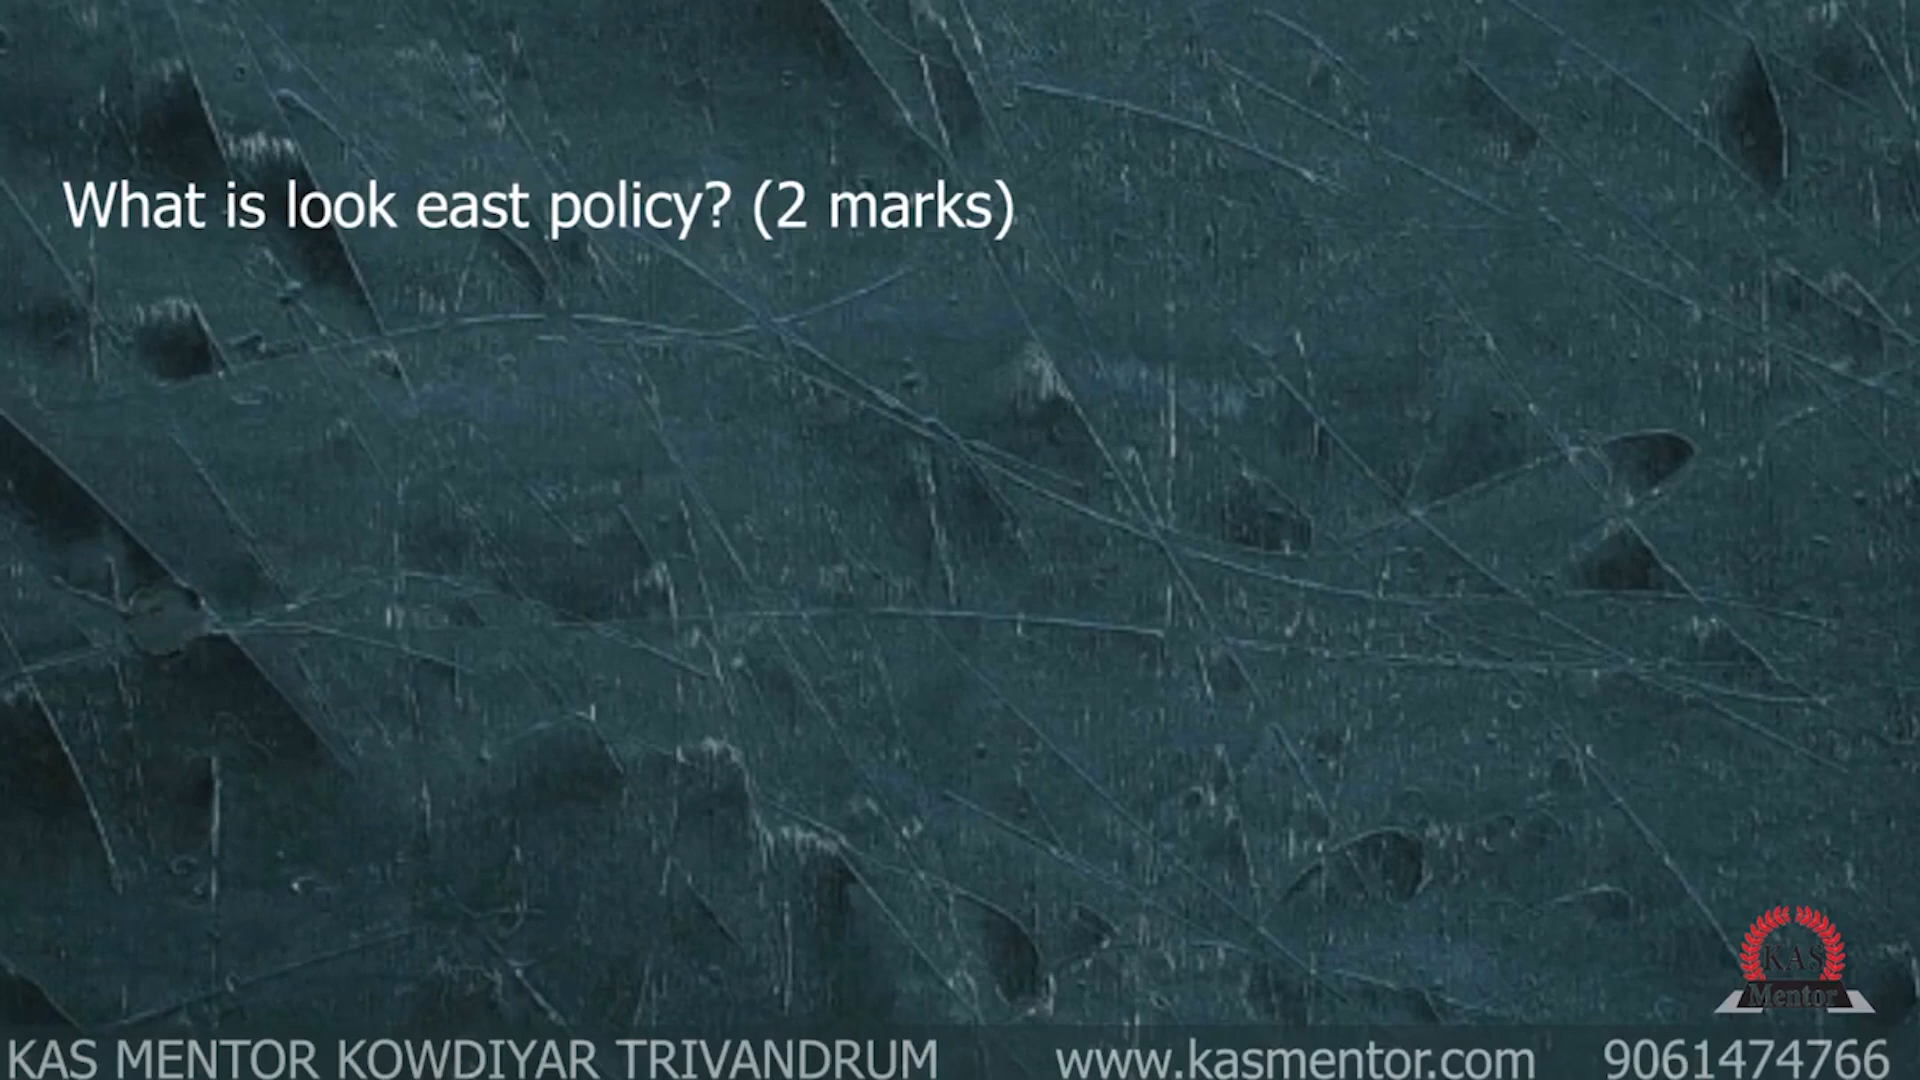 What is look east policy? (2 marks)
KAS
Mentor
KAS MENTOR KOWDIYAR TRIVANDRUM www.kasmentor.com 9061474766